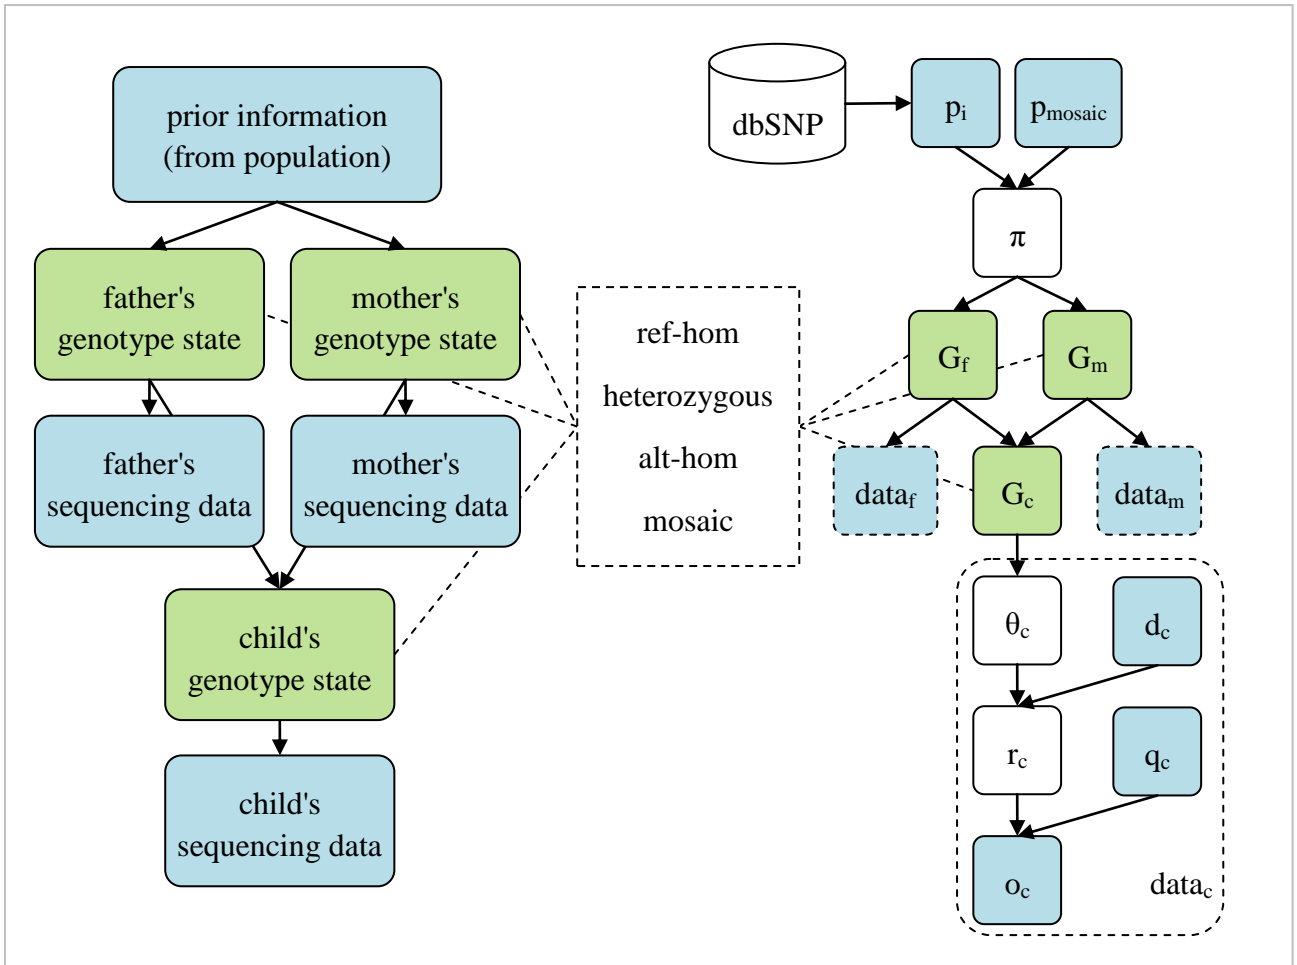 prior information
(from population)
father's
genotype state
mother's
genotype state
father's
sequencing data
mother's
sequencing data
child's
genotype state
child's
sequencing data
ref-hom
heterozygous
alt-hom
mosaic
dbSNP
pi
pmosaic
π
Gf
Gm
dataf
Gc
datam
θc
dc
rc
qc
oc
datac